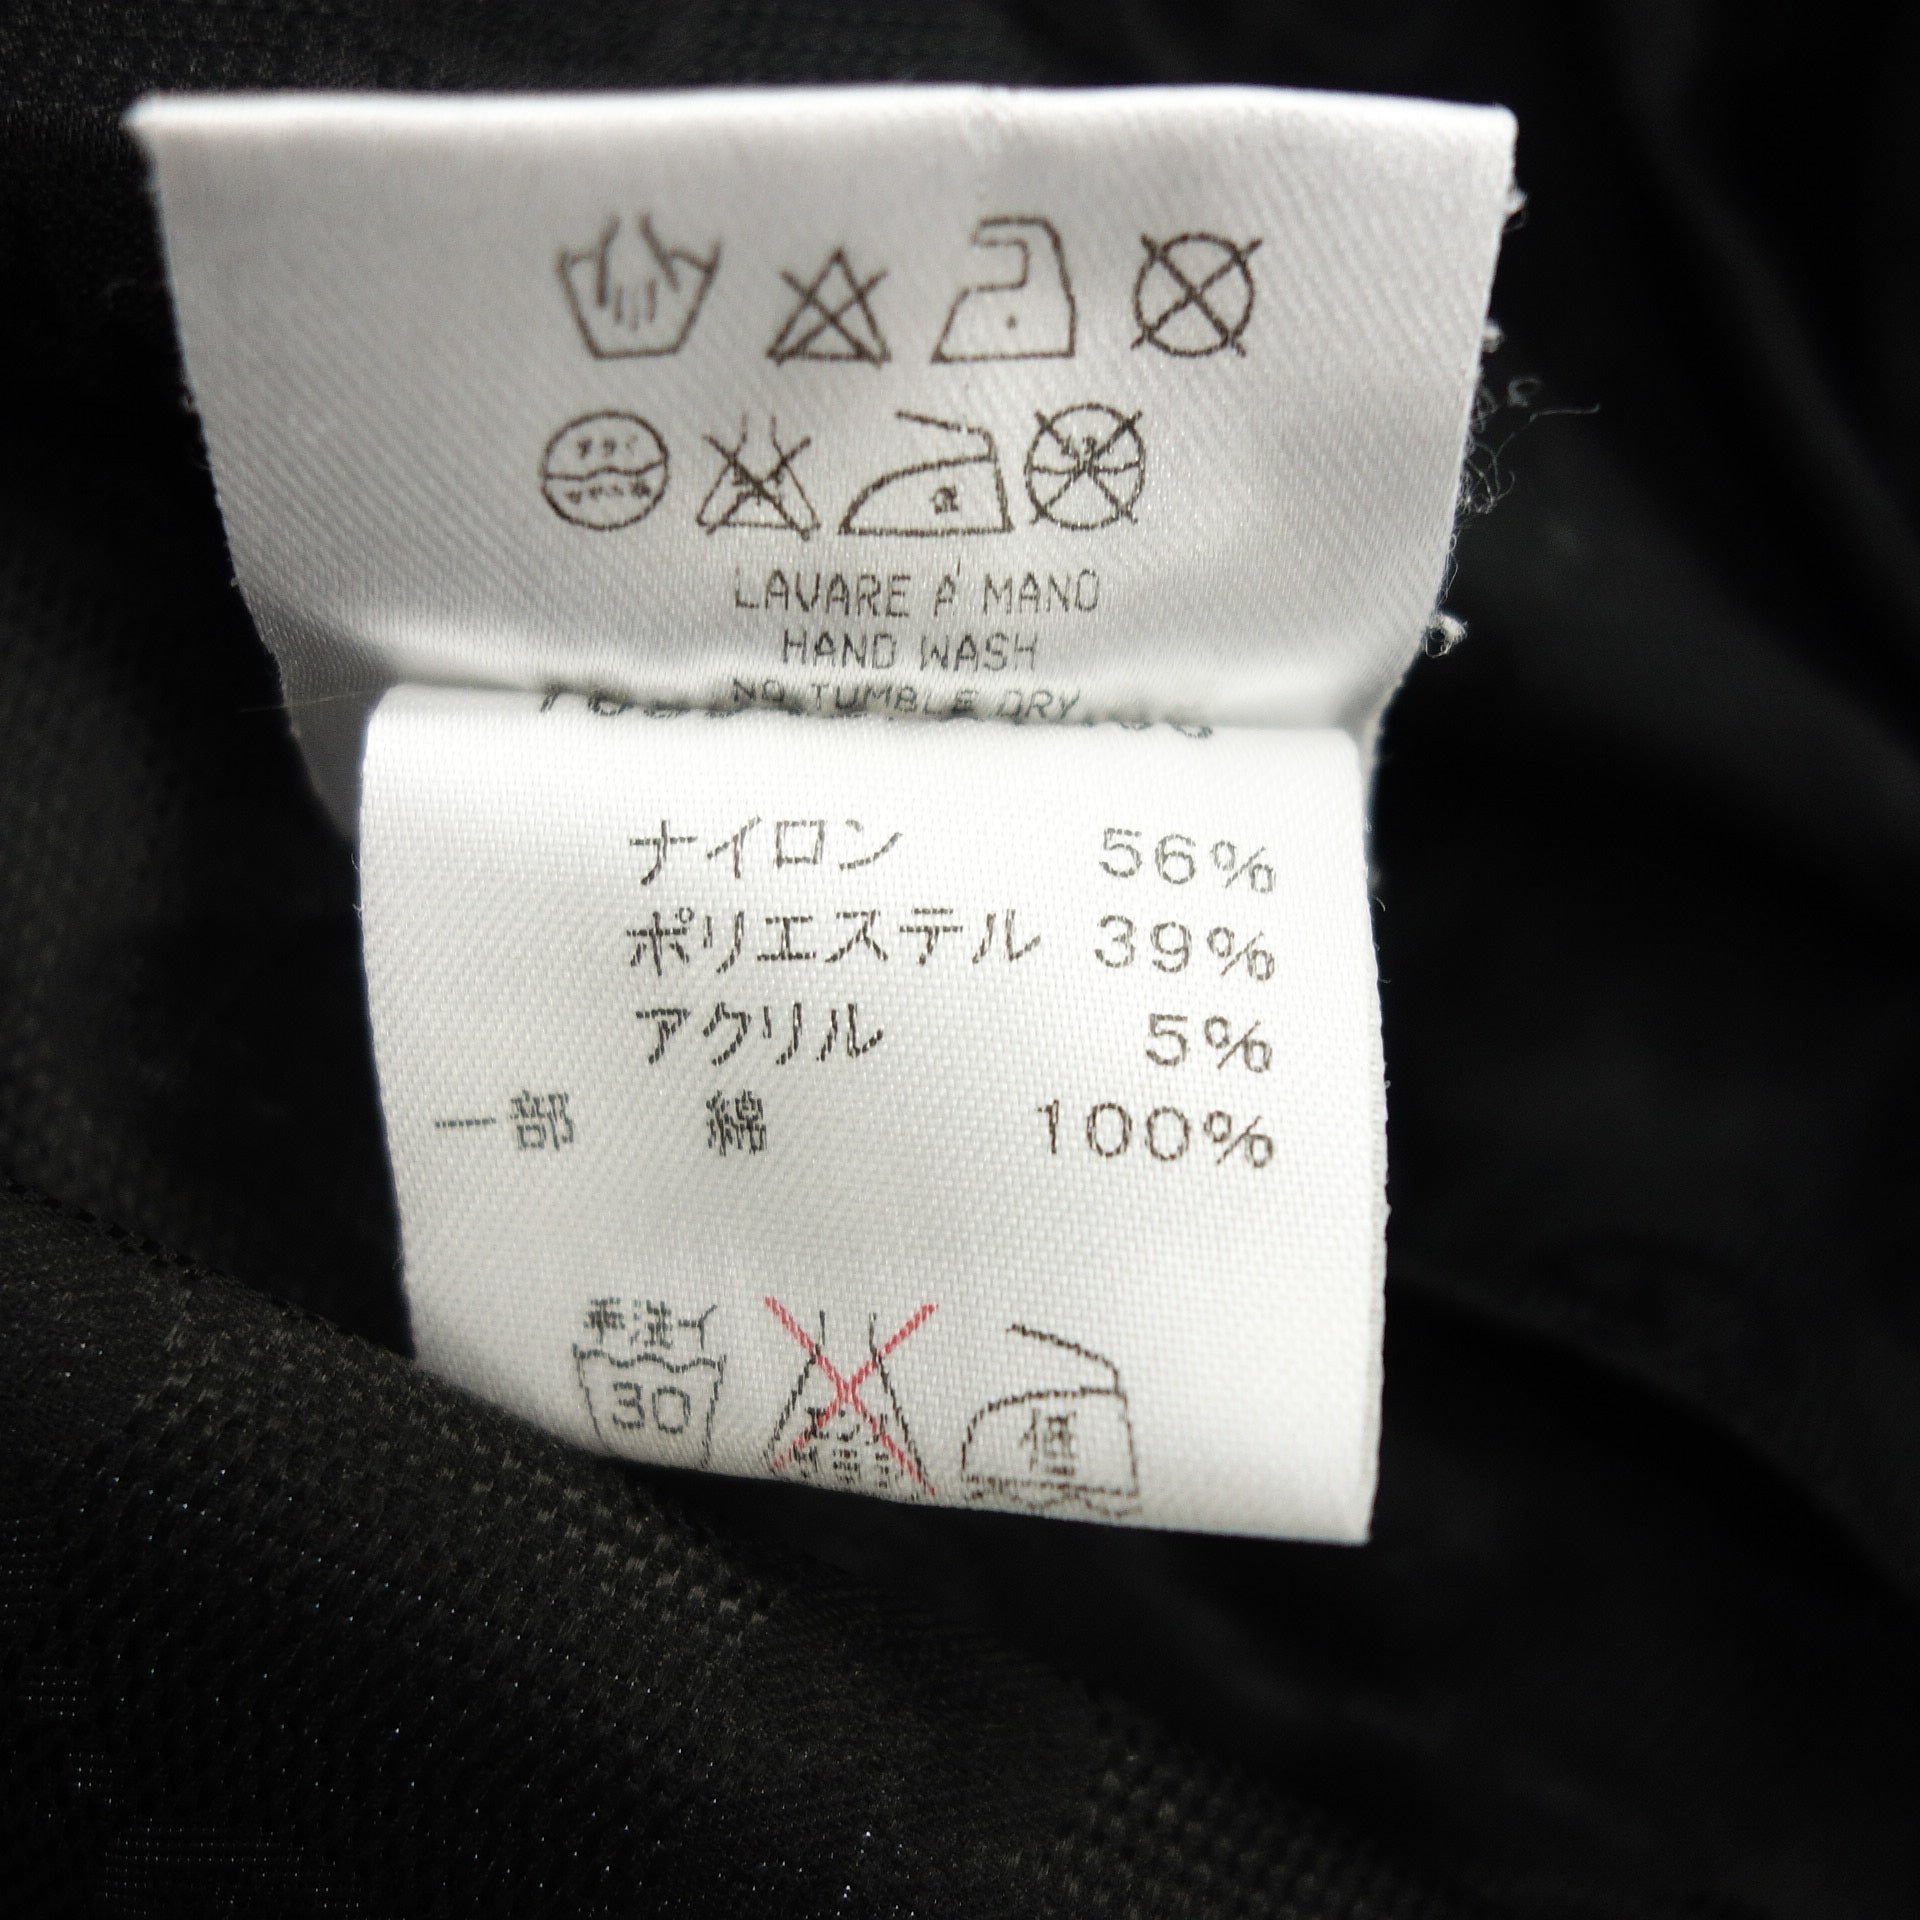 低
LAVARE A' MANO
HAND WASH
NO TUMBLE DRY
ナイロン 56%
ポリエステル 39%
アクリル 5%
一部 綿 100%
手洗イ
30
低